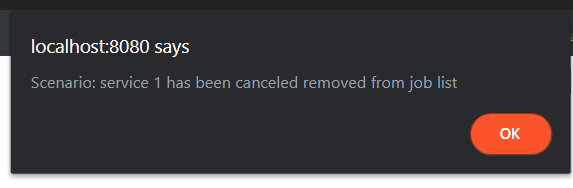 localhost:8080 says
Scenario: service 1 has been canceled removed from job list
OK